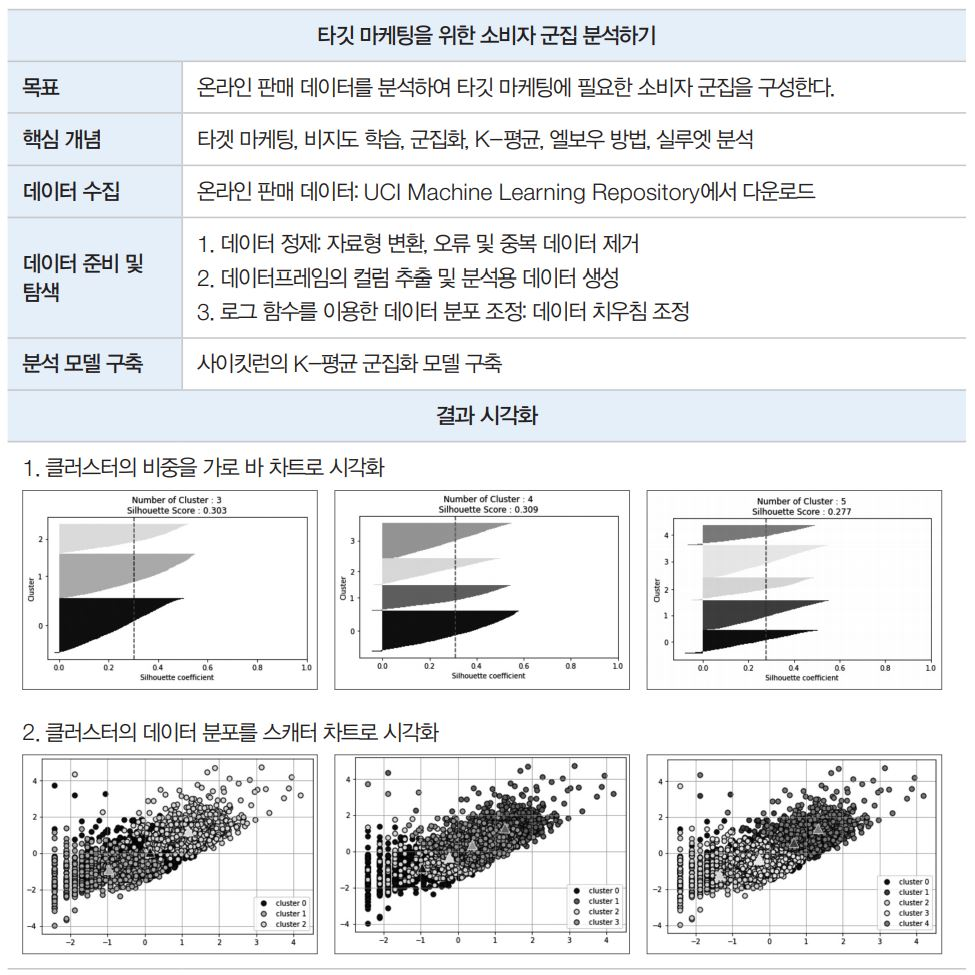 타깃 마케팅을 위한 소비자 군집 분석하기
목표
온라인 판매 데이터를 분석하여 타깃 마케팅에 필요한 소비자 군집을 구성한다.
핵심 개념
타겟 마케팅, 비지도 학습, 군집화, K-평균, 엘보우 방법, 실루엣 분석
데이터 수집
온라인 판매 데이터: UCI Machine Learning Repository에서 다운로드
데이터 준비 및
탐색
1. 데이터 정제: 자료형 변환, 오류 및 중복 데이터 제거
2. 데이터프레임의 컬럼 추출 및 분석용 데이터 생성
3. 로그 함수를 이용한 데이터 분포 조정: 데이터 치우침 조정
분석 모델 구축
사이킷런의 K-평균 군집화 모델 구축
결과 시각화
1. 클러스터의 비중을 가로 바 차트로 시각화
Number of Cluster : 3
Silhouette Score : 0.303
2
1
0
Cluster
0.0 0.2 0.4 0.6 0.8 1.0
Silhouette coefficient
Number of Cluster : 4
Silhouette Score : 0.309
3
2
1
0
Cluster
0.0 0.2 0.4 0.6 0.8 1.0
Silhouette coefficient
Number of Cluster : 5
Silhouette Score : 0.277
4
3
2
1
0
Cluster
0.0 0.2 0.4 0.6 0.8 1.0
Silhouette coefficient
2. 클러스터의 데이터 분포를 스캐터 차트로 시각화
4
2
0
−2
−4
−2 −1 0 1 2 3 4
cluster 0
cluster 1
cluster 2
4
2
0
−2
−4
−2 −1 0 1 2 3 4
cluster 0
cluster 1
cluster 2
cluster 3
4
2
0
−2
−4
−2 −1 0 1 2 3 4
cluster 0
cluster 1
cluster 2
cluster 3
cluster 4